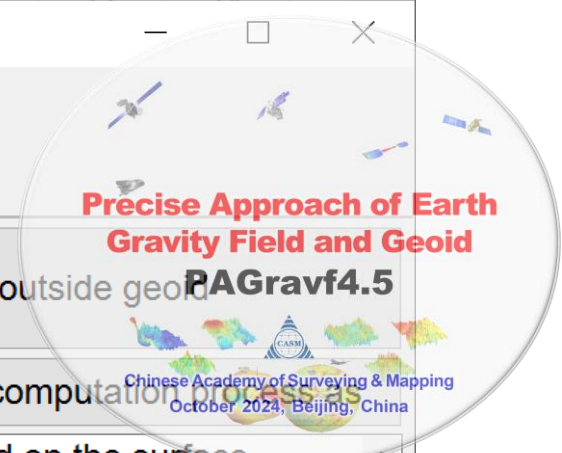 Precise Approach of Earth
Gravity Field and Geoid
outside geoid
PAGravf4.5
CASM
Chinese Academy of Surveying & Mapping
computation process as
October 2024, Beijing, China
d on the surface